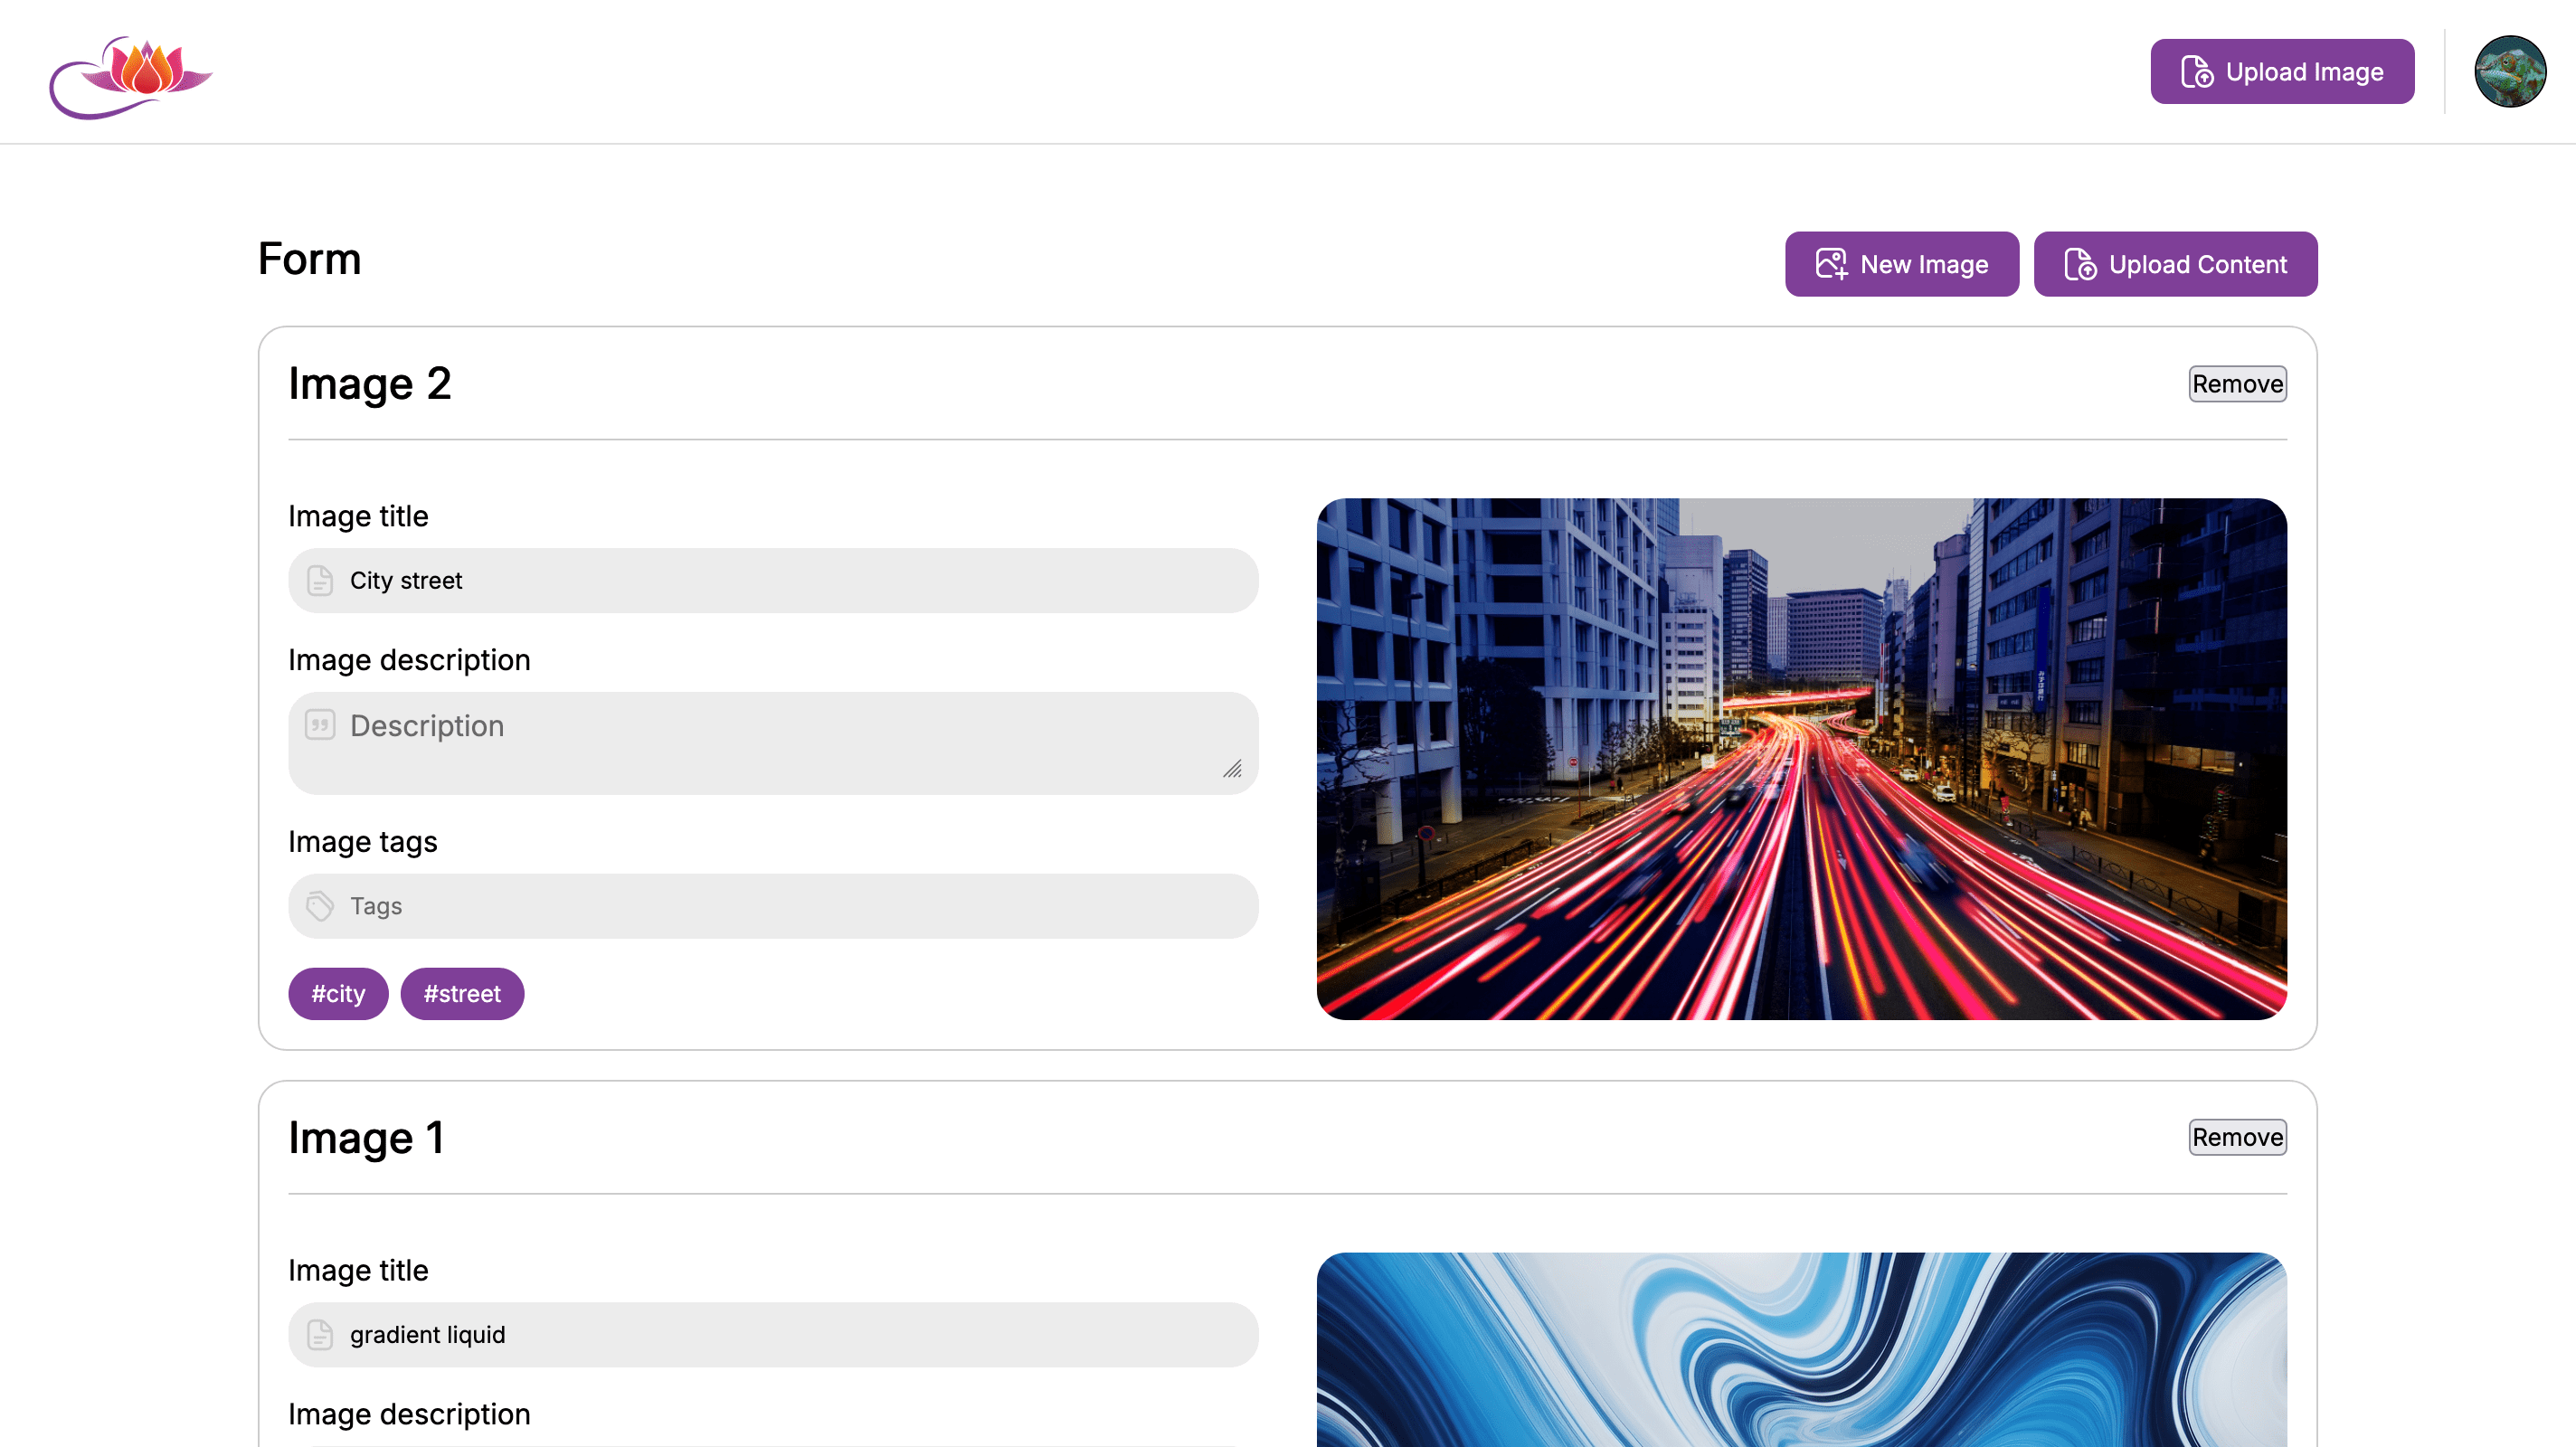 Upload Image
Form
New Image
Upload Content
Image 2
Remove
Image title
City street
Image description
Description
Image tags
Tags
#city #street
Image 1
Remove
Image title
gradient liquid
Image description